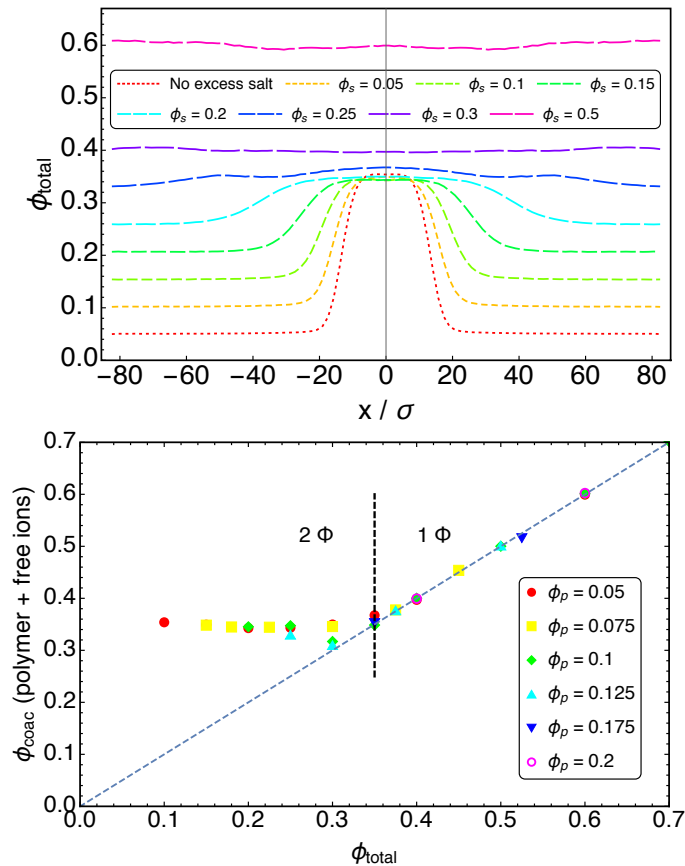 0.6
0.5
0.4
0.3
0.2
0.1
0.0
ϕtotal
No excess salt
ϕs = 0.05
ϕs = 0.1
ϕs = 0.15
ϕs = 0.2
ϕs = 0.25
ϕs = 0.3
ϕs = 0.5
−80 −60 −40 −20 0 20 40 60 80
x / σ
0.7
0.6
0.5
0.4
0.3
0.2
0.1
0.0
ϕcoac (polymer + free ions)
2 Φ
1 Φ
ϕp = 0.05
ϕp = 0.075
ϕp = 0.1
ϕp = 0.125
ϕp = 0.175
ϕp = 0.2
0.0 0.1 0.2 0.3 0.4 0.5 0.6 0.7
ϕtotal